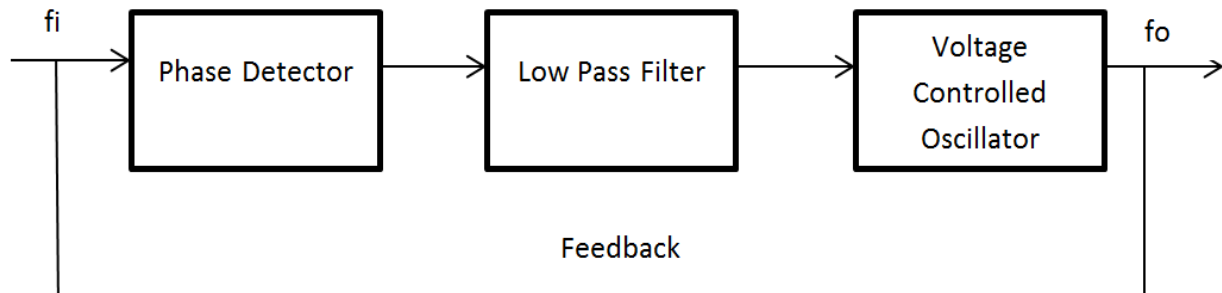 fi
Phase Detector
Low Pass Filter
Voltage
Controlled
Oscillator
fo
Feedback